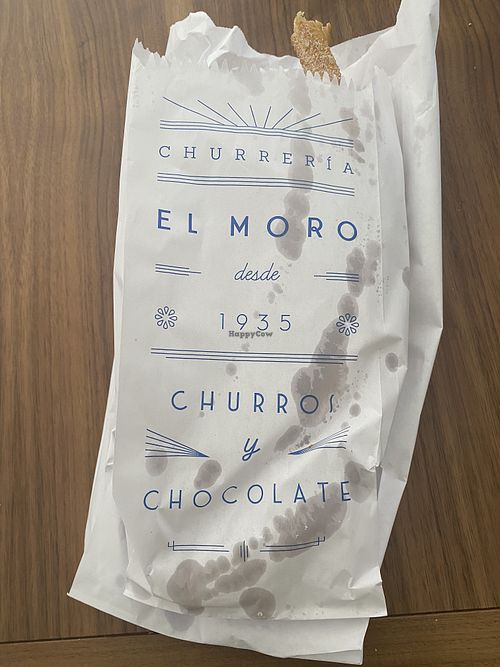 CHURRERÍA
EL MORO
desde
1935
HappyCow
CHURROS
y
CHOCOLATE